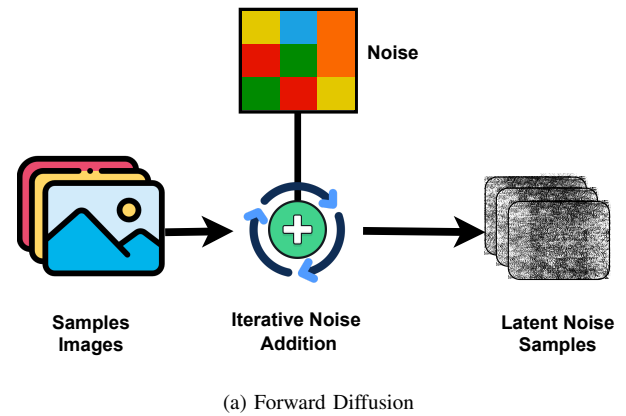 Noise
Samples
Images
Iterative Noise
Addition
Latent Noise
Samples
(a) Forward Diffusion